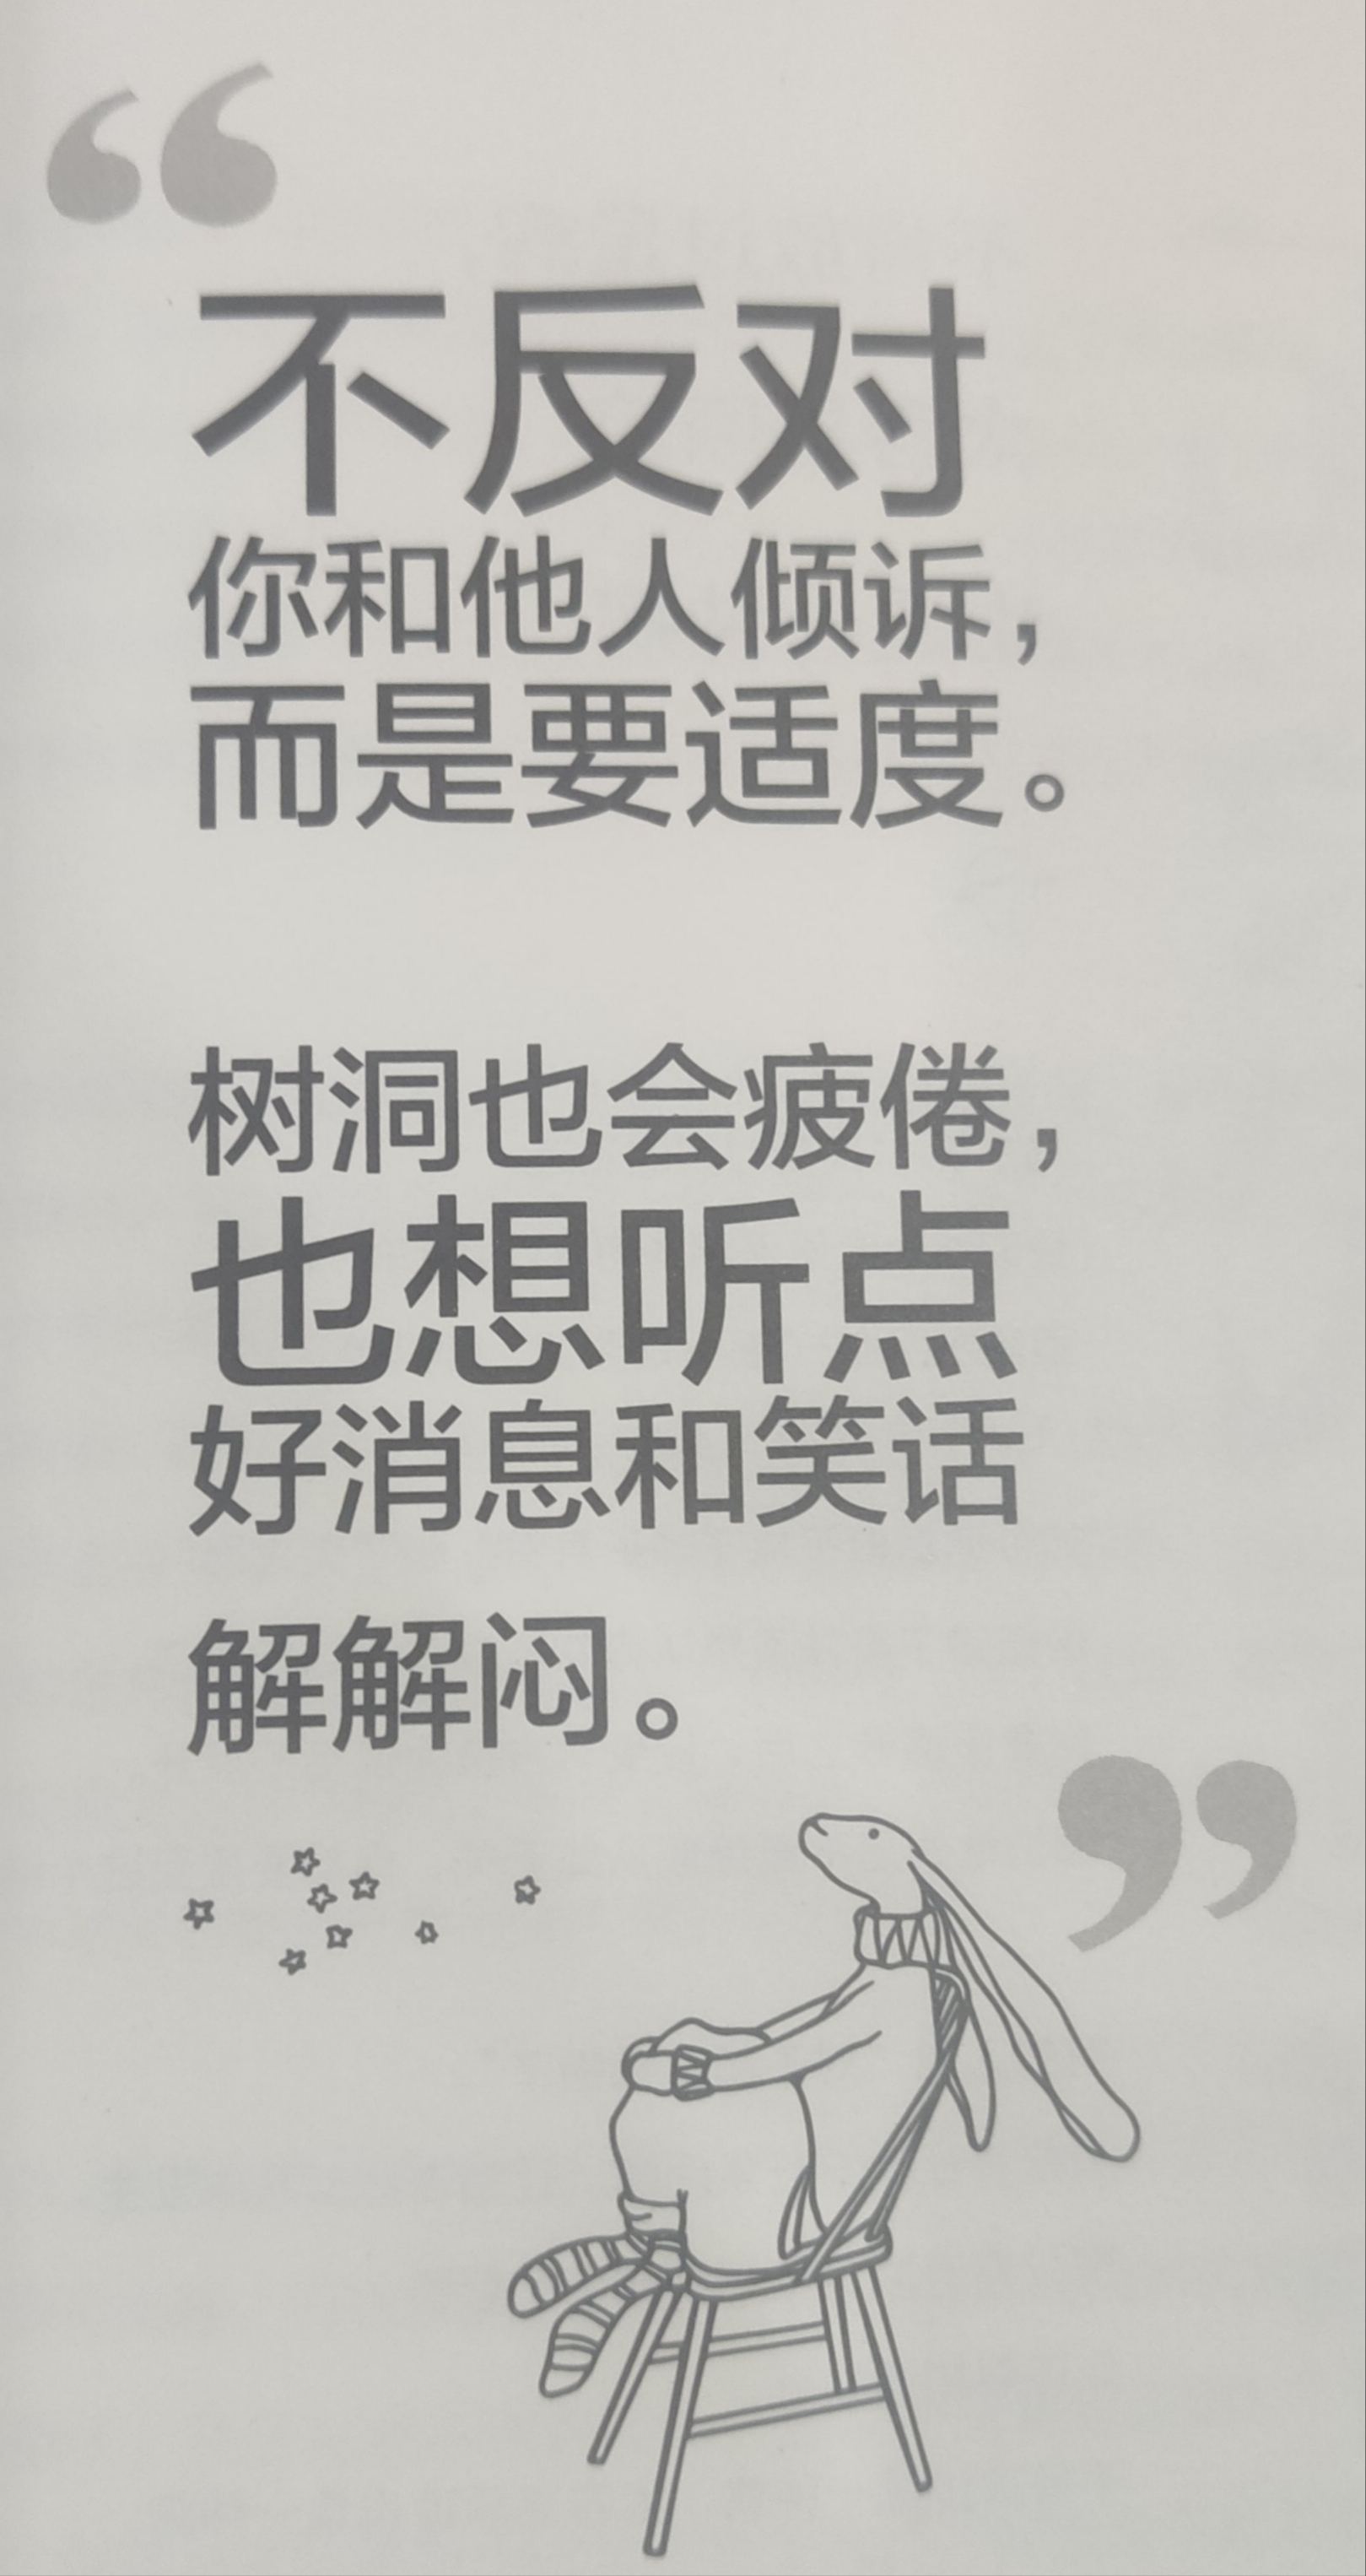 “
不反对
你和他人倾诉，
而是要适度。
树洞也会疲倦，
也想听点
好消息和笑话
解解闷。
”